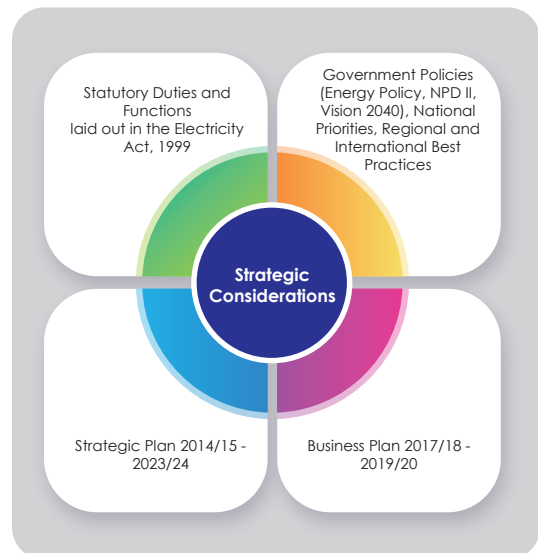 Statutory Duties and
Functions
laid out in the Electricity
Act, 1999
Government Policies
(Energy Policy, NPD II,
Vision 2040), National
Priorities, Regional and
International Best
Practices
Strategic
Considerations
Strategic Plan 2014/15 -
2023/24
Business Plan 2017/18 -
2019/20